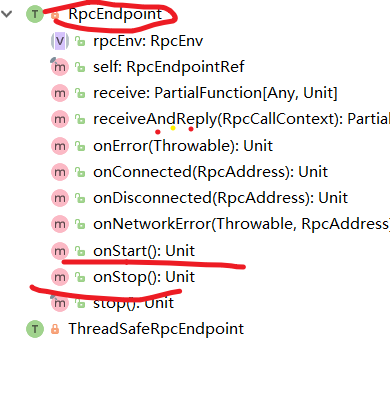 RpcEndpoint
rpcEnv: RpcEnv
self: RpcEndpointRef
receive: PartialFunction[Any, Unit]
receiveAndReply(RpcCallContext): Partial
onError(Throwable): Unit
onConnected(RpcAddress): Unit
onDisconnected(RpcAddress): Unit
onNetworkError(Throwable, RpcAddress)
onStart(): Unit
onStop(): Unit
stop(): Unit
ThreadSafeRpcEndpoint